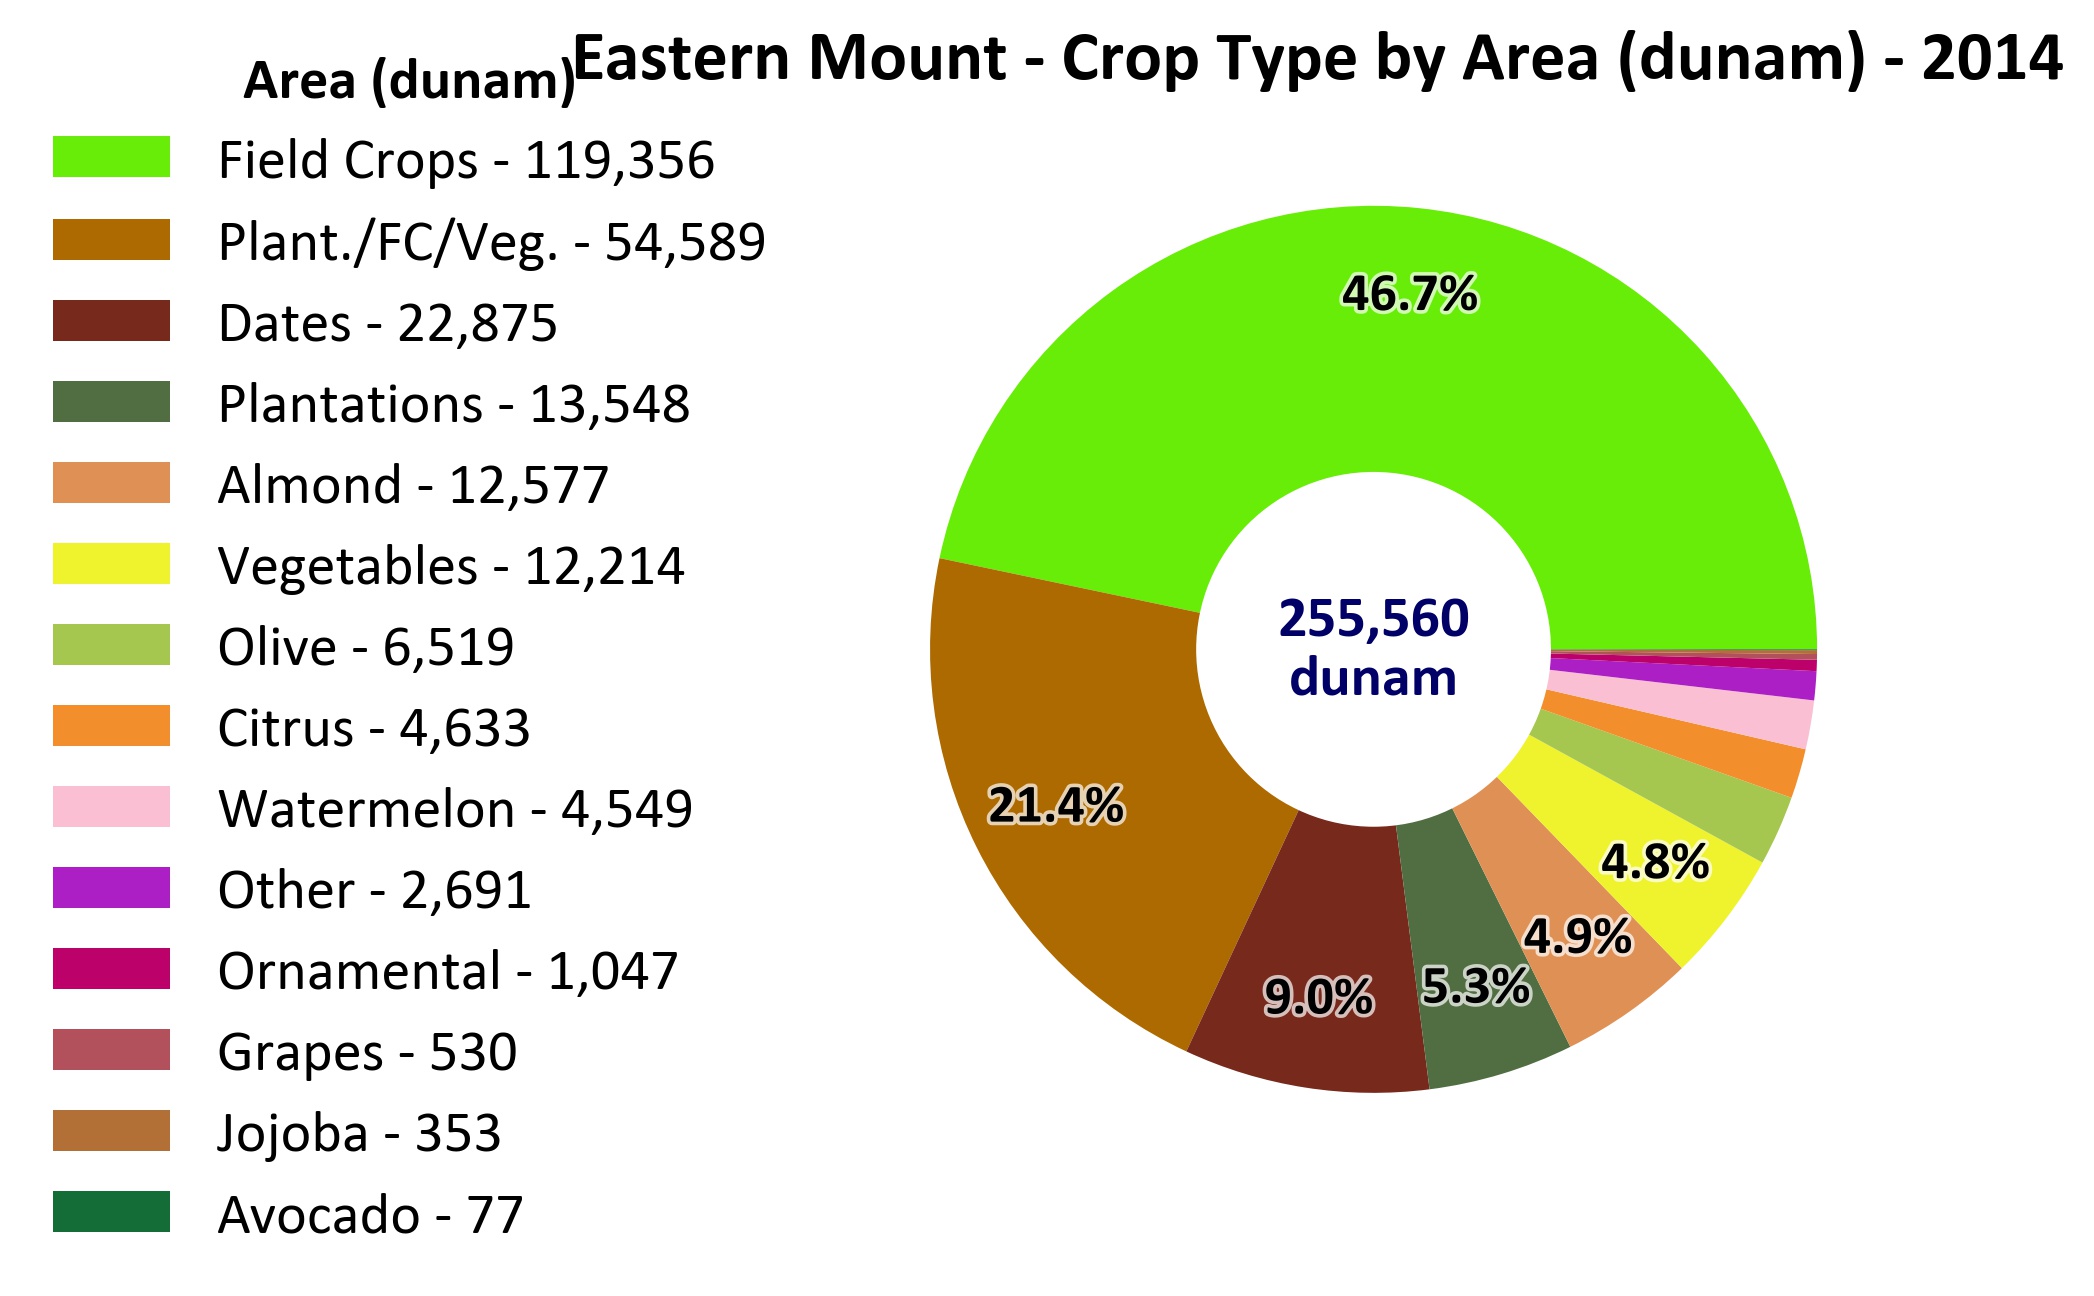 Eastern Mount - Crop Type by Area (dunam) - 2014
Area (dunam)
Field Crops - 119,356
Plant./FC/Veg. - 54,589
Dates - 22,875
Plantations - 13,548
Almond - 12,577
Vegetables - 12,214
Olive - 6,519
Citrus - 4,633
Watermelon - 4,549
Other - 2,691
Ornamental - 1,047
Grapes - 530
Jojoba - 353
Avocado - 77
46.7%
21.4%
9.0%
5.3%
4.9%
4.8%
255,560
dunam